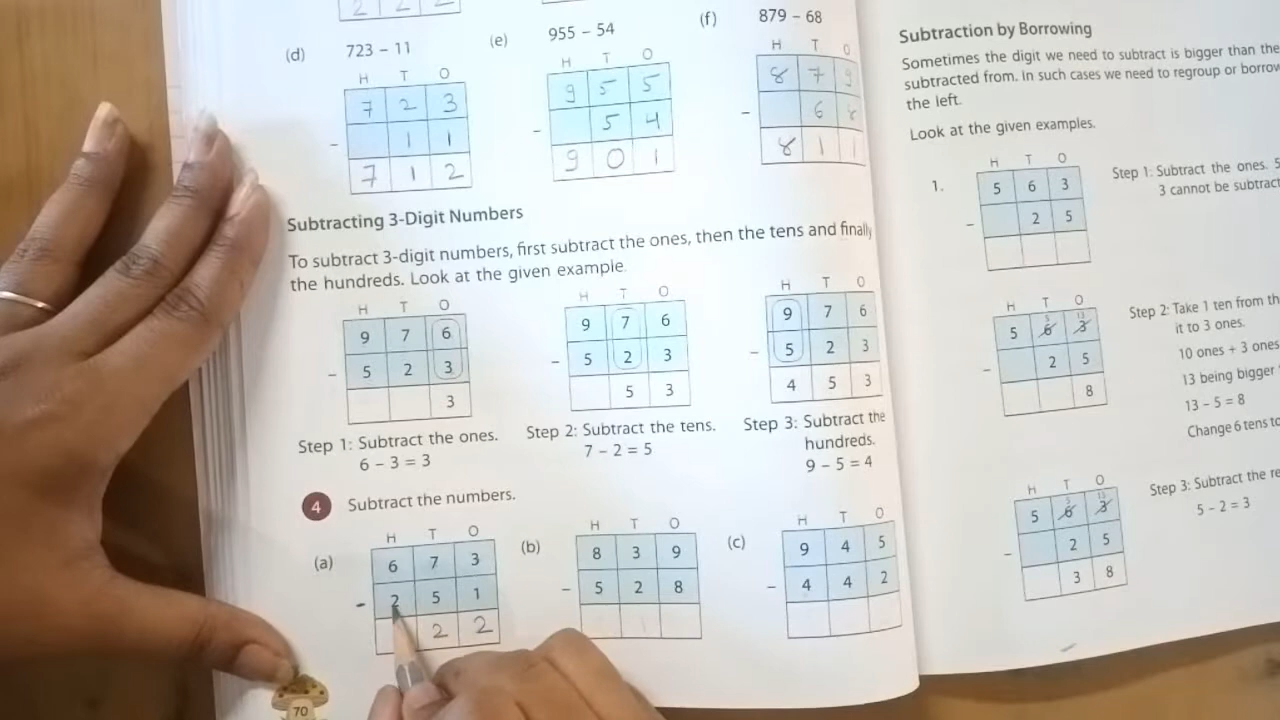 2 2 2
(d) 723 – 11
H T O
7 2 3
- 1 1
7 1 2
(e) 955 – 54
H T O
9 5 5
- 5 4
9 0 1
(f) 879 – 68
H T O
8 7 9
- 6 8
8 1 1
Subtracting 3-Digit Numbers
To subtract 3-digit numbers, first subtract the ones, then the tens and finally
the hundreds. Look at the given example.
H T O
9 7 6
- 5 2 3
3
Step 1: Subtract the ones.
6 – 3 = 3
H T O
9 7 6
- 5 2 3
5 3
Step 2: Subtract the tens.
7 – 2 = 5
H T O
9 7 6
- 5 2 3
4 5 3
Step 3: Subtract the
hundreds.
9 – 5 = 4
4 Subtract the numbers.
(a)
H T O
6 7 3
- 2 5 1
2 2
(b)
H T O
8 3 9
- 5 2 8
(c)
H T O
9 4 5
- 4 4 2
70
Subtraction by Borrowing
Sometimes the digit we need to subtract is bigger than the
subtracted from. In such cases we need to regroup or borrow
the left.
Look at the given examples.
1.
H T O
5 6 3
- 2 5
Step 1: Subtract the ones. 5
3 cannot be subtract
H T O
5 13
5 6 3
- 2 5
8
Step 2: Take 1 ten from th
it to 3 ones.
10 ones + 3 ones
13 being bigger
13 – 5 = 8
Change 6 tens to
H T O
5 13
5 6 3
- 2 5
3 8
Step 3: Subtract the re
5 – 2 = 3